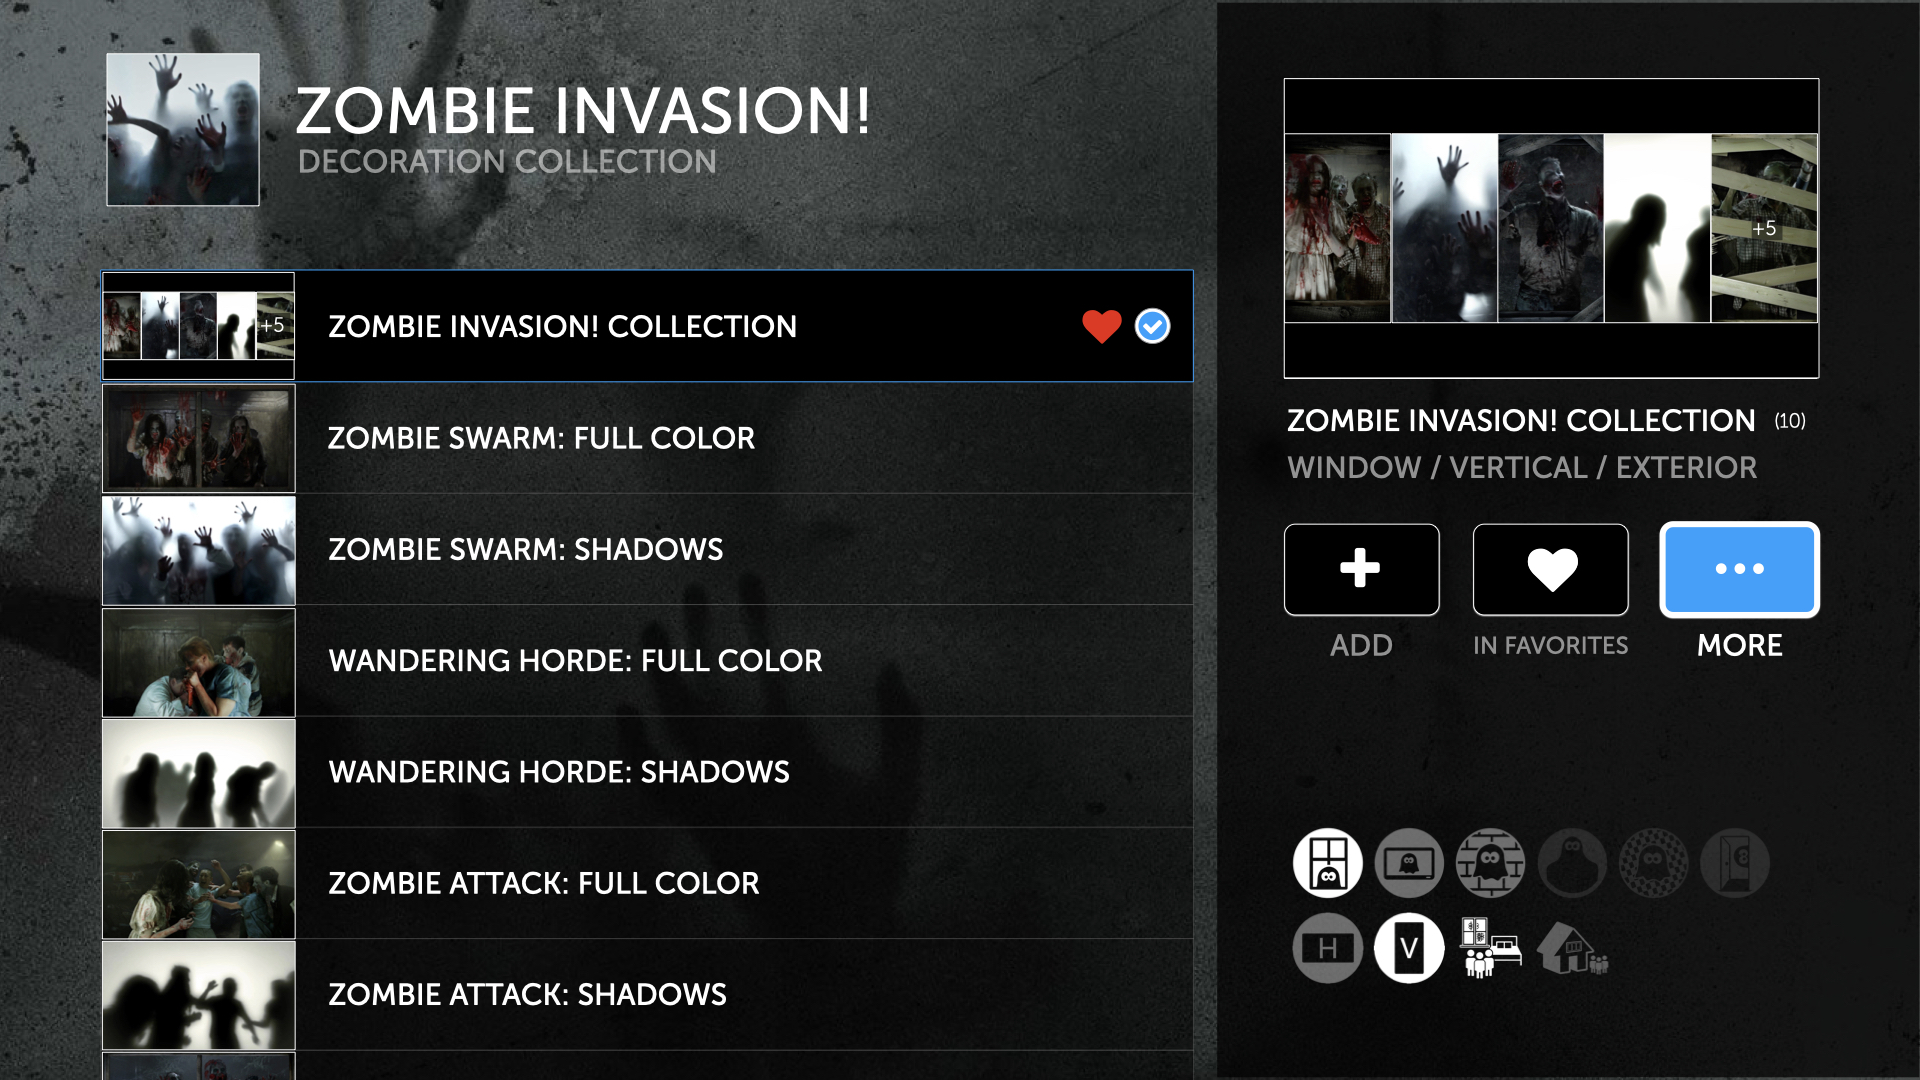 ZOMBIE INVASION!
DECORATION COLLECTION
+5
ZOMBIE INVASION! COLLECTION
ZOMBIE SWARM: FULL COLOR
ZOMBIE SWARM: SHADOWS
WANDERING HORDE: FULL COLOR
WANDERING HORDE: SHADOWS
ZOMBIE ATTACK: FULL COLOR
ZOMBIE ATTACK: SHADOWS
+5
ZOMBIE INVASION! COLLECTION (10)
WINDOW / VERTICAL / EXTERIOR
ADD
IN FAVORITES
MORE
H
V